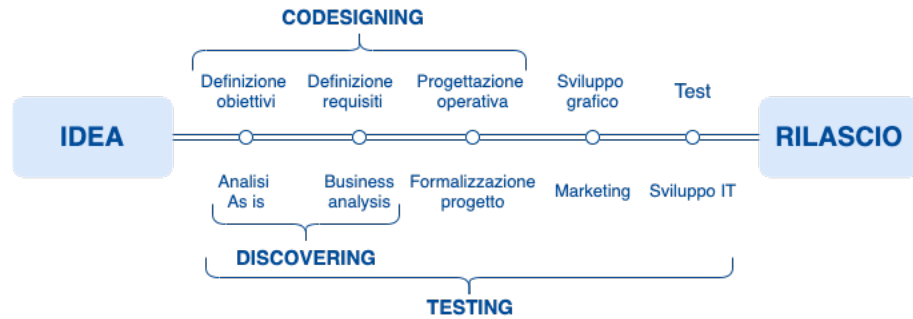 CODESIGNING
Definizione
obiettivi
Definizione
requisiti
Progettazione
operativa
Sviluppo
grafico
Test
IDEA
RILASCIO
Analisi
As is
Business
analysis
Formalizzazione
progetto
Marketing
Sviluppo IT
DISCOVERING
TESTING